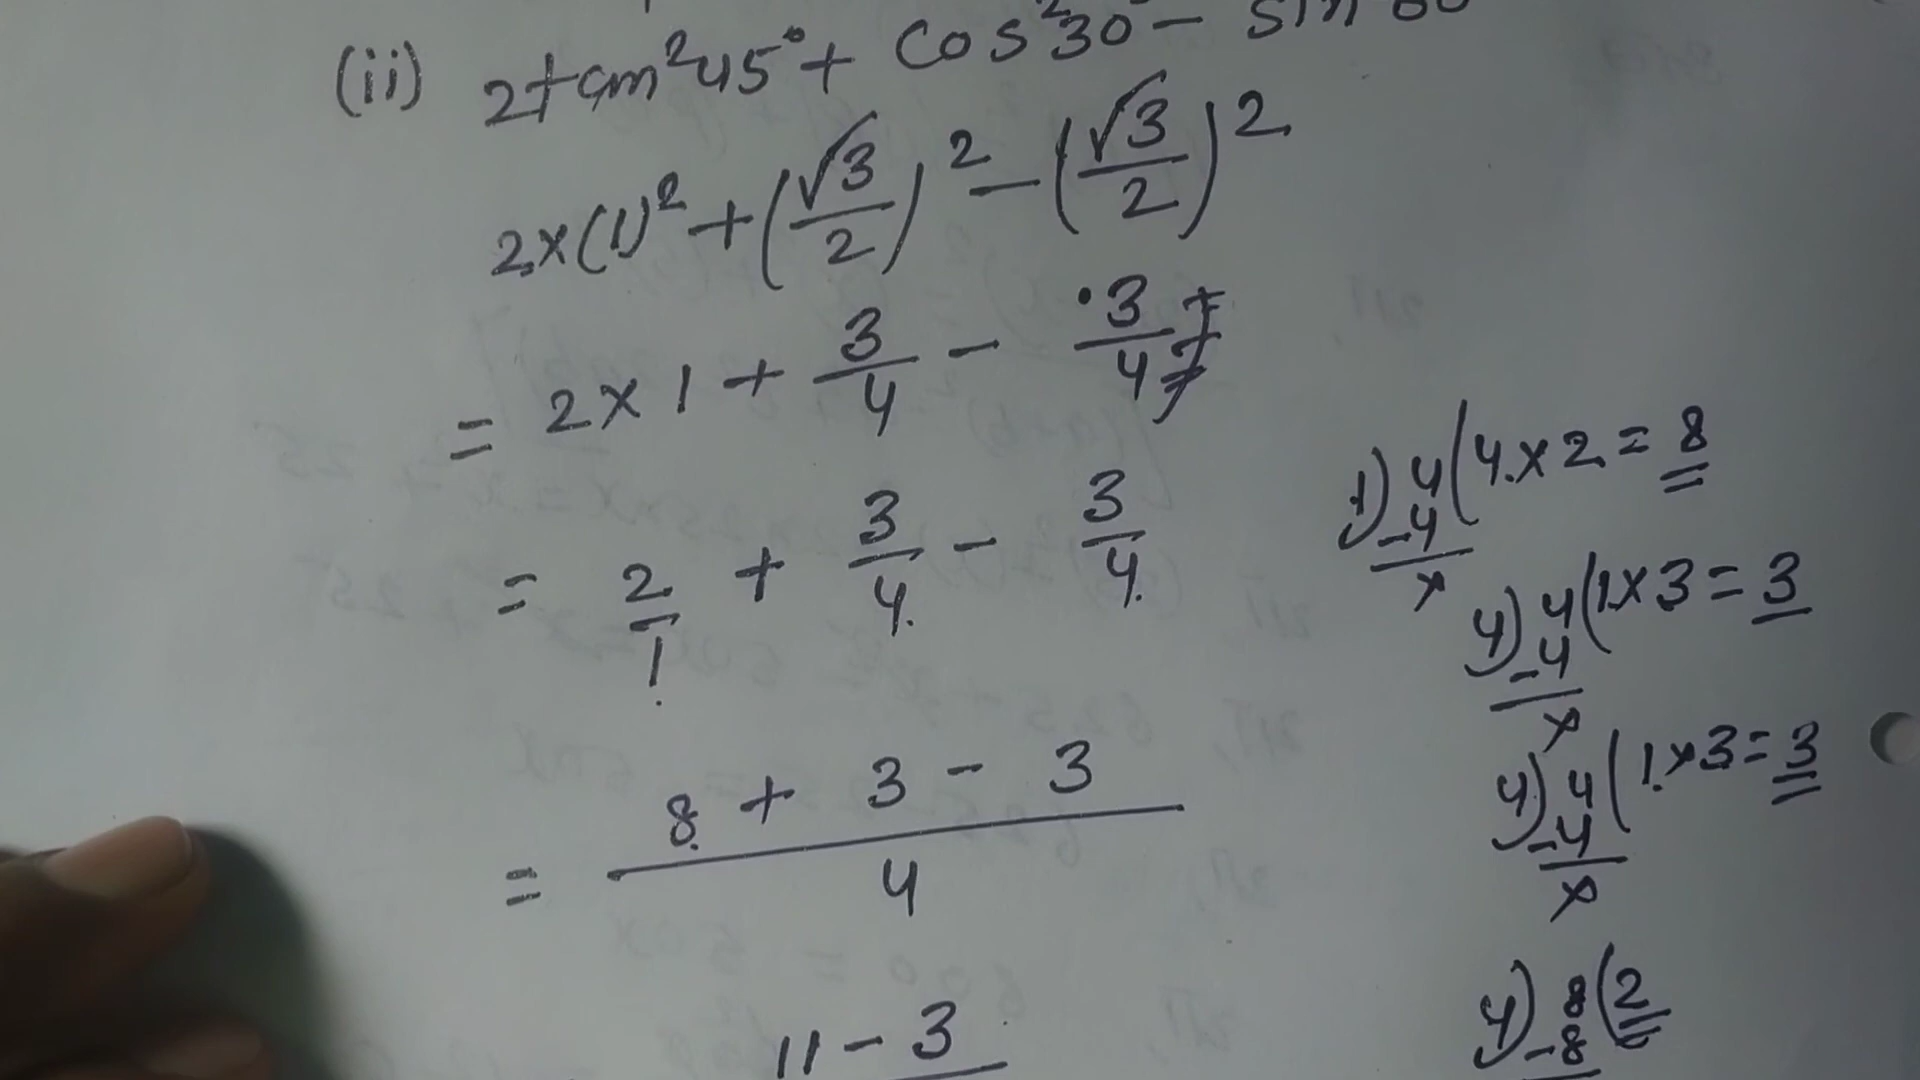 (ii) 2tan²45° + cos²30° - sin
2×(1)² + (√3/2)² - (√3/2)²
= 2×1 + 3/4 - 3/4
= 2/1 + 3/4 - 3/4
= 8 + 3 - 3 / 4
11 - 3
1) 4 (4×2 = 8
-4
×
4) 4 (1×3 = 3
-4
×
4) 4 (1×3 = 3
-4
×
4) 8 (2
-8